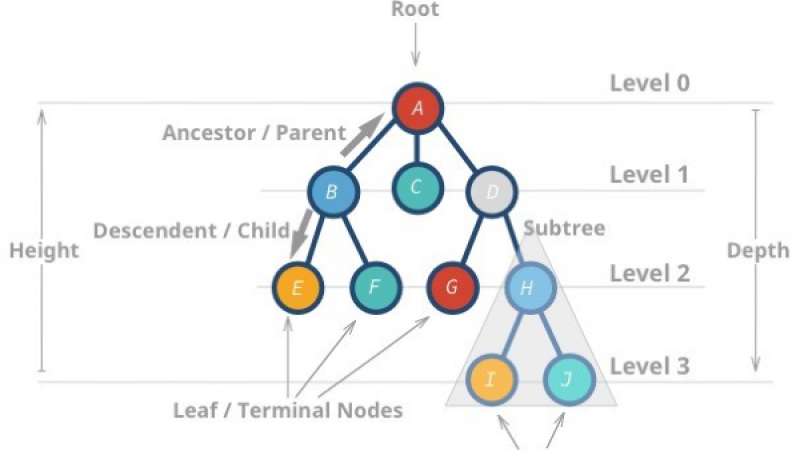 Root
Level 0
A
Ancestor / Parent
Level 1
B
C
D
Descendent / Child
Subtree
Height
Depth
Level 2
E
F
G
H
Level 3
I
J
Leaf / Terminal Nodes